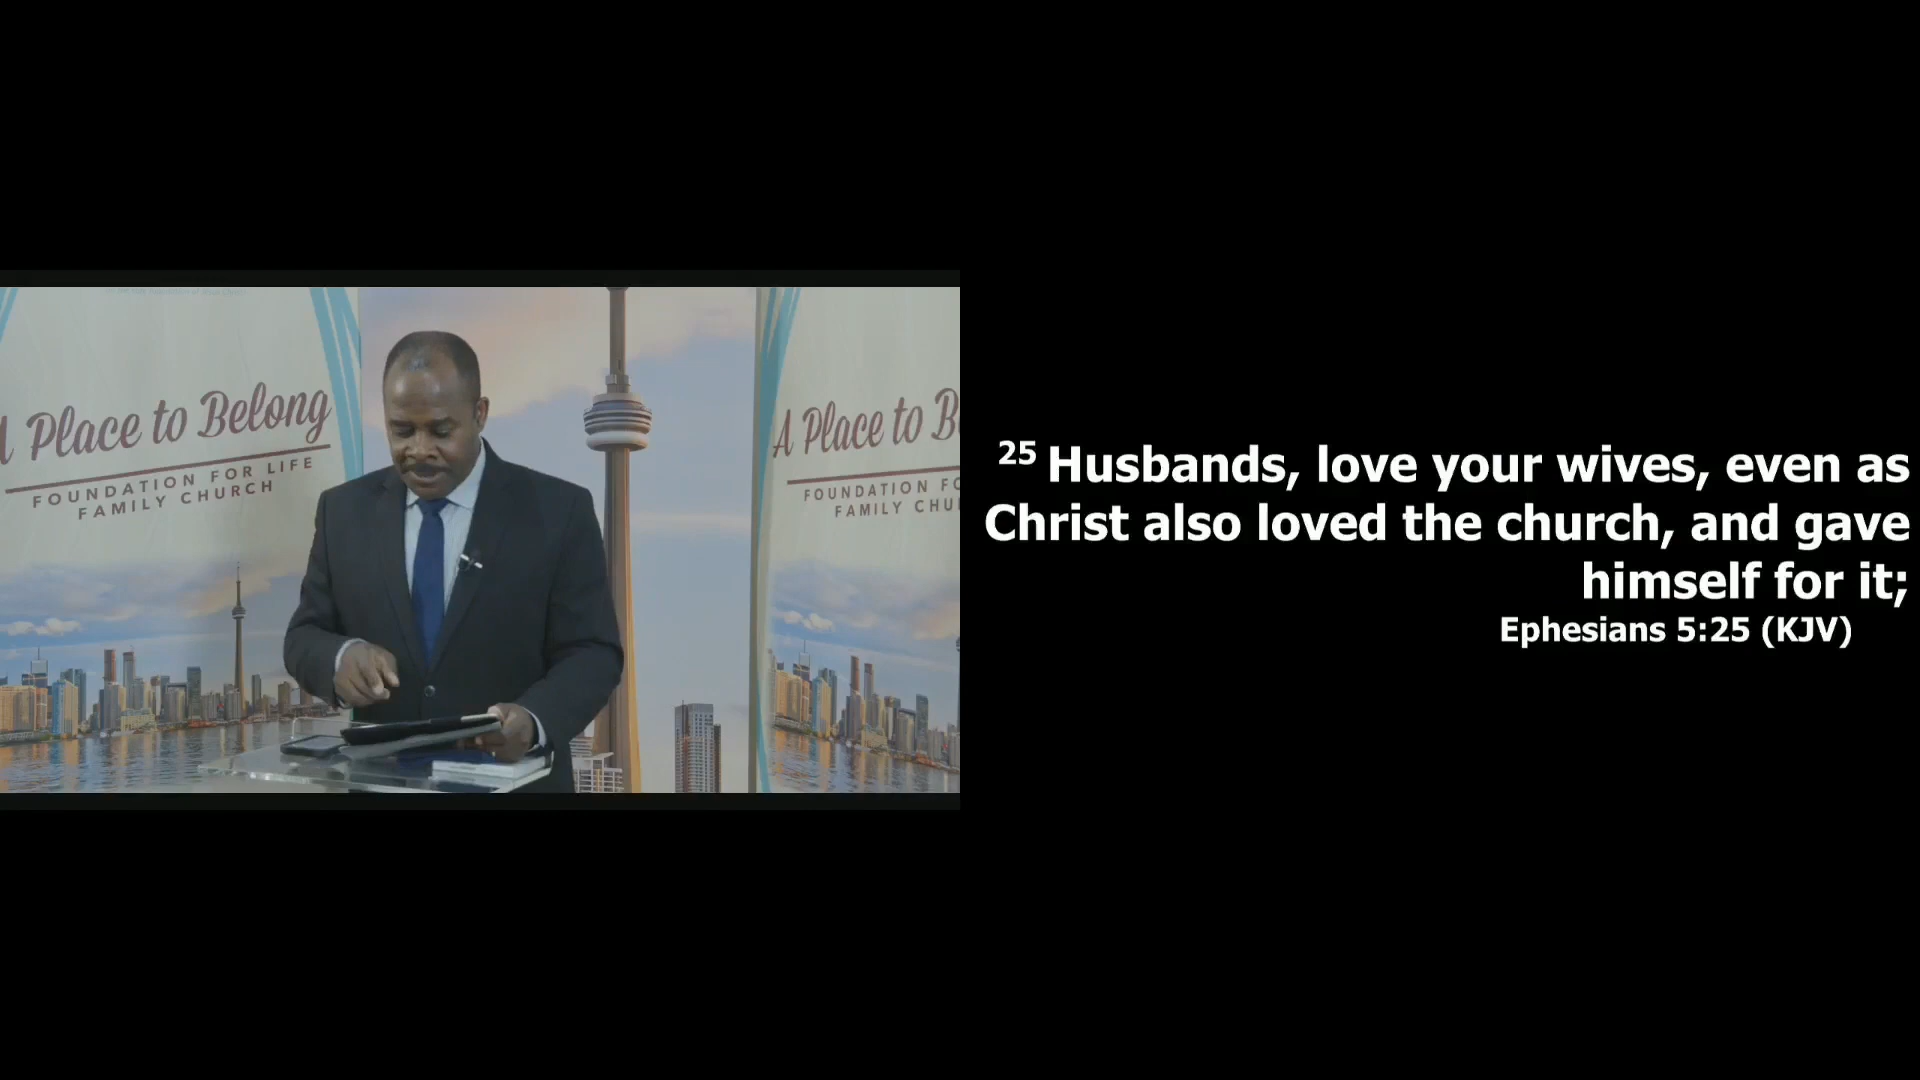 A Place to Belong
FOUNDATION FOR LIFE
FAMILY CHURCH
A Place to B
FOUNDATION FO
FAMILY CHU
25 Husbands, love your wives, even as
Christ also loved the church, and gave
himself for it;
Ephesians 5:25 (KJV)